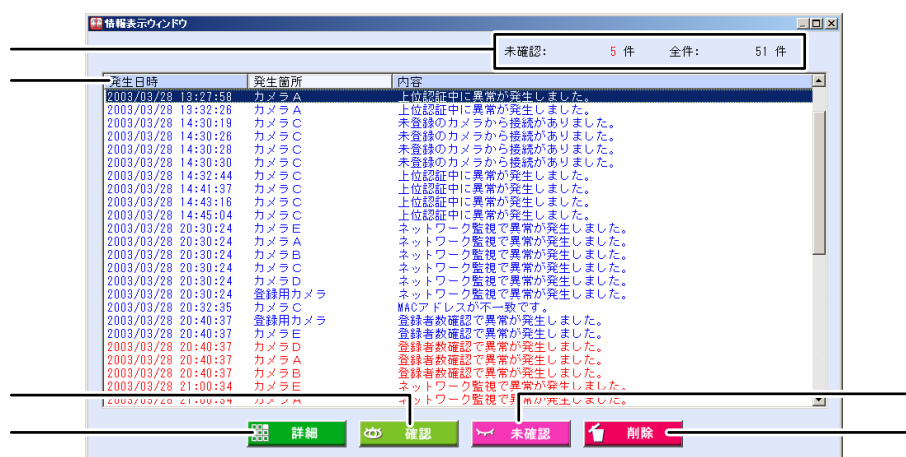 情報表示ウィンドウ
未確認: 5 件 全件: 51 件
発生日時 発生箇所 内容
2003/03/28 13:27:58 カメラA 上位認証中に異常が発生しました。
2003/03/28 13:32:26 カメラA 上位認証中に異常が発生しました。
2003/03/28 14:30:19 カメラC 未登録のカメラから接続がありました。
2003/03/28 14:30:26 カメラC 未登録のカメラから接続がありました。
2003/03/28 14:30:28 カメラC 未登録のカメラから接続がありました。
2003/03/28 14:30:30 カメラC 未登録のカメラから接続がありました。
2003/03/28 14:32:44 カメラC 上位認証中に異常が発生しました。
2003/03/28 14:41:37 カメラC 上位認証中に異常が発生しました。
2003/03/28 14:43:16 カメラC 上位認証中に異常が発生しました。
2003/03/28 14:45:04 カメラC 上位認証中に異常が発生しました。
2003/03/28 20:30:24 カメラE ネットワーク監視で異常が発生しました。
2003/03/28 20:30:24 カメラA ネットワーク監視で異常が発生しました。
2003/03/28 20:30:24 カメラB ネットワーク監視で異常が発生しました。
2003/03/28 20:30:24 カメラC ネットワーク監視で異常が発生しました。
2003/03/28 20:30:24 カメラD ネットワーク監視で異常が発生しました。
2003/03/28 20:30:24 登録用カメラ ネットワーク監視で異常が発生しました。
2003/03/28 20:32:35 カメラC MACアドレスが不一致です。
2003/03/28 20:40:37 登録用カメラ 登録者数確認で異常が発生しました。
2003/03/28 20:40:37 カメラE 登録者数確認で異常が発生しました。
2003/03/28 20:40:37 カメラD 登録者数確認で異常が発生しました。
2003/03/28 20:40:37 カメラA 登録者数確認で異常が発生しました。
2003/03/28 20:40:37 カメラB 登録者数確認で異常が発生しました。
2003/03/28 21:00:34 カメラE ネットワーク監視で異常が発生しました。
2003/03/28 21:00:34 カメラA ネットワーク監視で異常が発生しました。
詳細 確認 未確認 削除